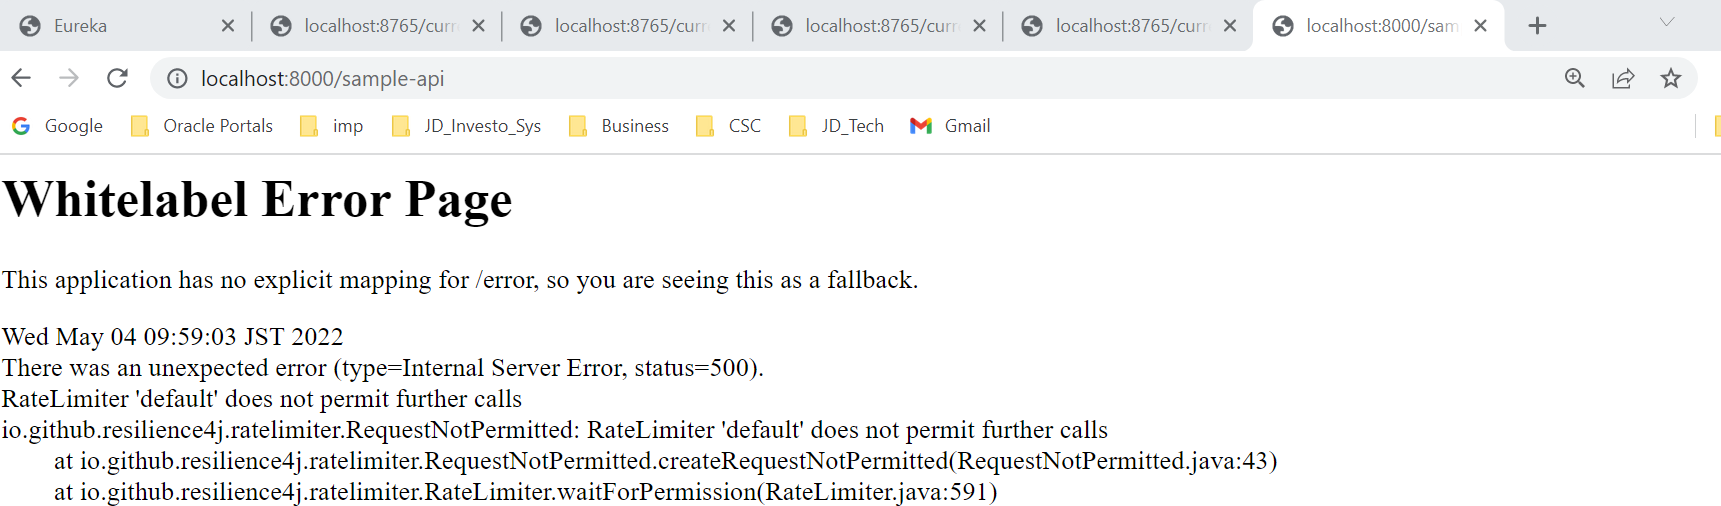 Eureka
localhost:8765/curr
localhost:8765/curr
localhost:8765/curr
localhost:8765/curr
localhost:8000/sam
localhost:8000/sample-api
Google Oracle Portals imp JD_Investo_Sys Business CSC JD_Tech Gmail
Whitelabel Error Page
This application has no explicit mapping for /error, so you are seeing this as a fallback.
Wed May 04 09:59:03 JST 2022
There was an unexpected error (type=Internal Server Error, status=500).
RateLimiter 'default' does not permit further calls
io.github.resilience4j.ratelimiter.RequestNotPermitted: RateLimiter 'default' does not permit further calls
at io.github.resilience4j.ratelimiter.RequestNotPermitted.createRequestNotPermitted(RequestNotPermitted.java:43)
at io.github.resilience4j.ratelimiter.RateLimiter.waitForPermission(RateLimiter.java:591)